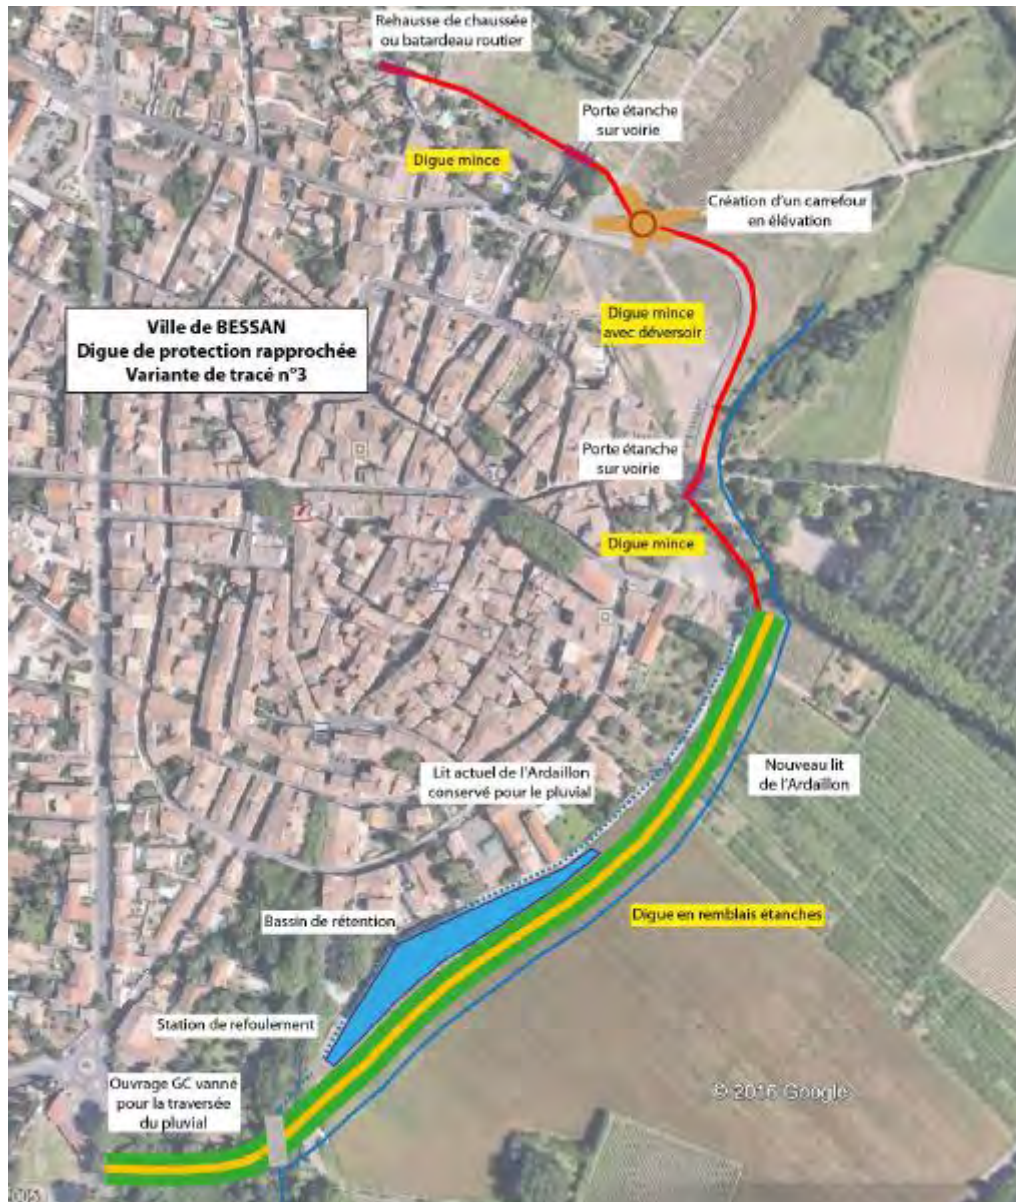 Rehausse de chaussée
ou batardeau routier
Porte étanche
sur voirie
Digue mince
Création d'un carrefour
en élévation
Digue mince
avec déversoir
Ville de BESSAN
Digue de protection rapprochée
Variante de tracé n°3
Porte étanche
sur voirie
Digue mince
Lit actuel de l'Ardaillon
conservé pour le pluvial
Nouveau lit
de l'Ardaillon
Bassin de rétention
Digue en remblais étanches
Station de refoulement
Ouvrage GC vanné
pour la traversée
du pluvial
© 2016 Google